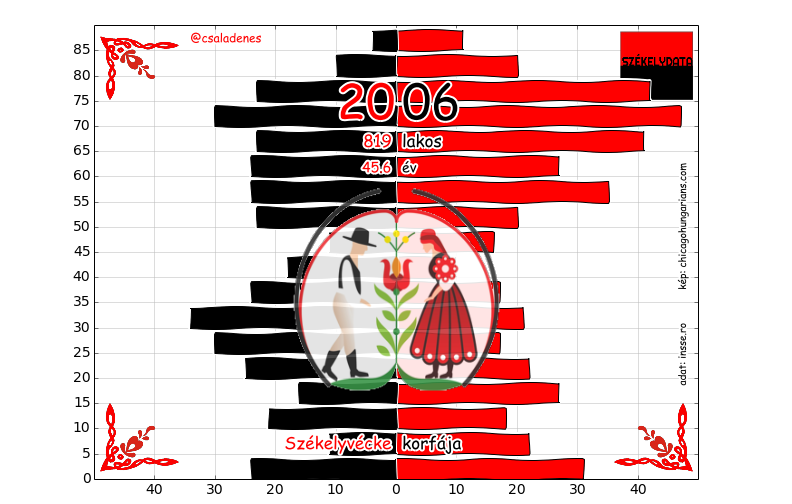 @csaladenes
SZÉKELYDATA
2006
819 lakos
45.6 év
kép: chicagohungarians.com
adat: insse.ro
Székelyvécke korfája
85
80
75
70
65
60
55
50
45
40
35
30
25
20
15
10
5
0
40 30 20 10 0 10 20 30 40